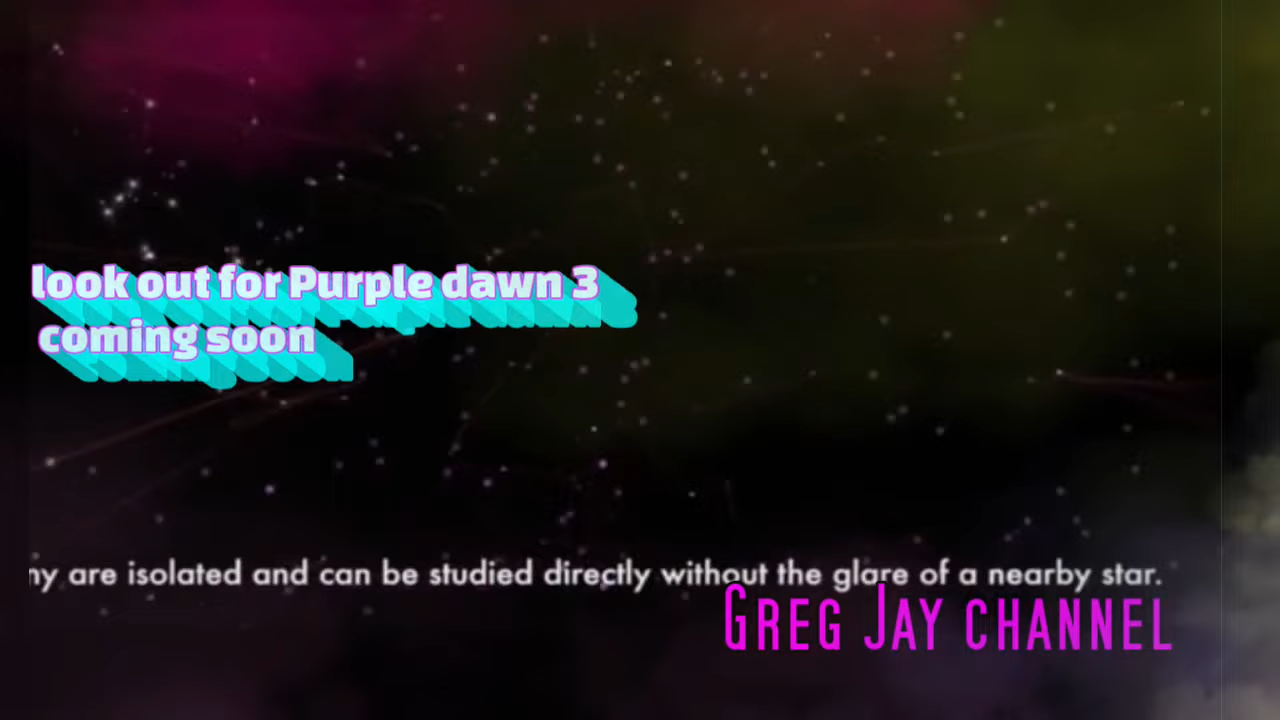 look out for Purple dawn 3
coming soon
are isolated and can be studied directly without the glare of a nearby star.
Greg Jay channel